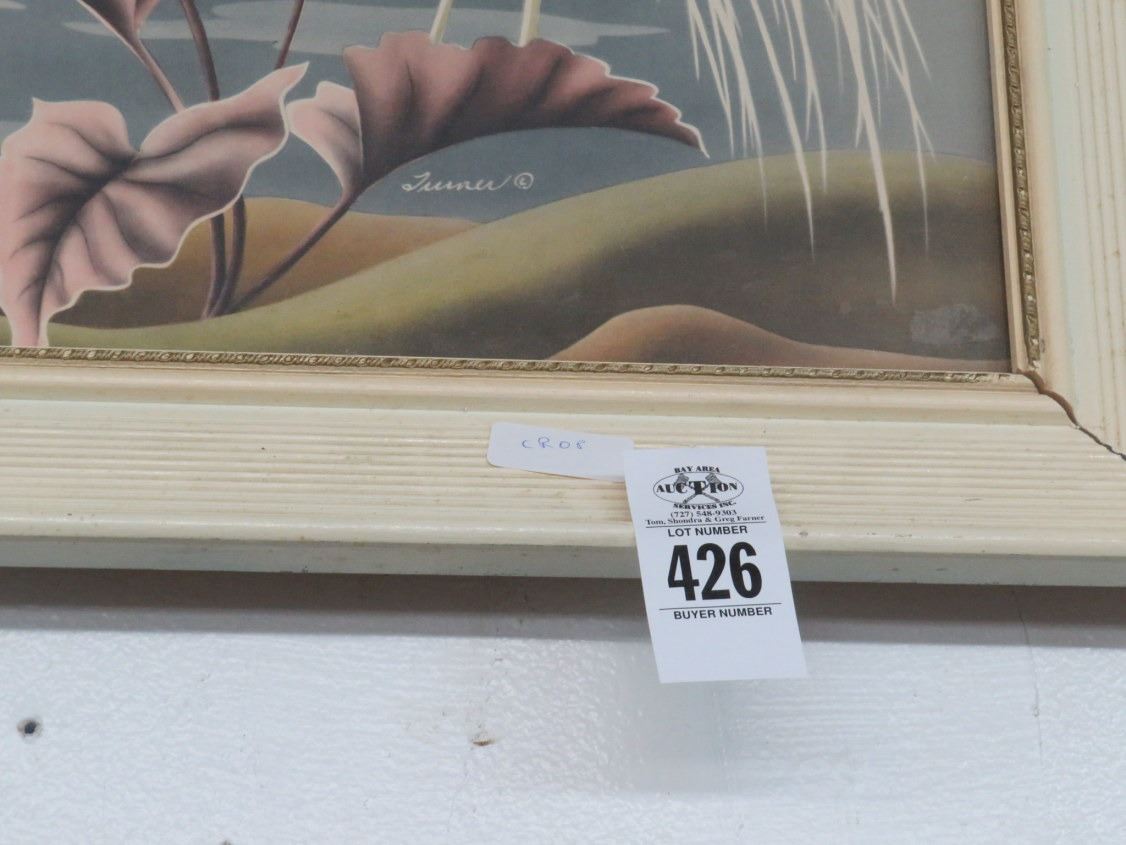 Turner ©
CR08
BAY AREA
AUCTION
SERVICES INC.
(727) 548-9303
Tom, Shondra & Greg Farner
LOT NUMBER
426
BUYER NUMBER